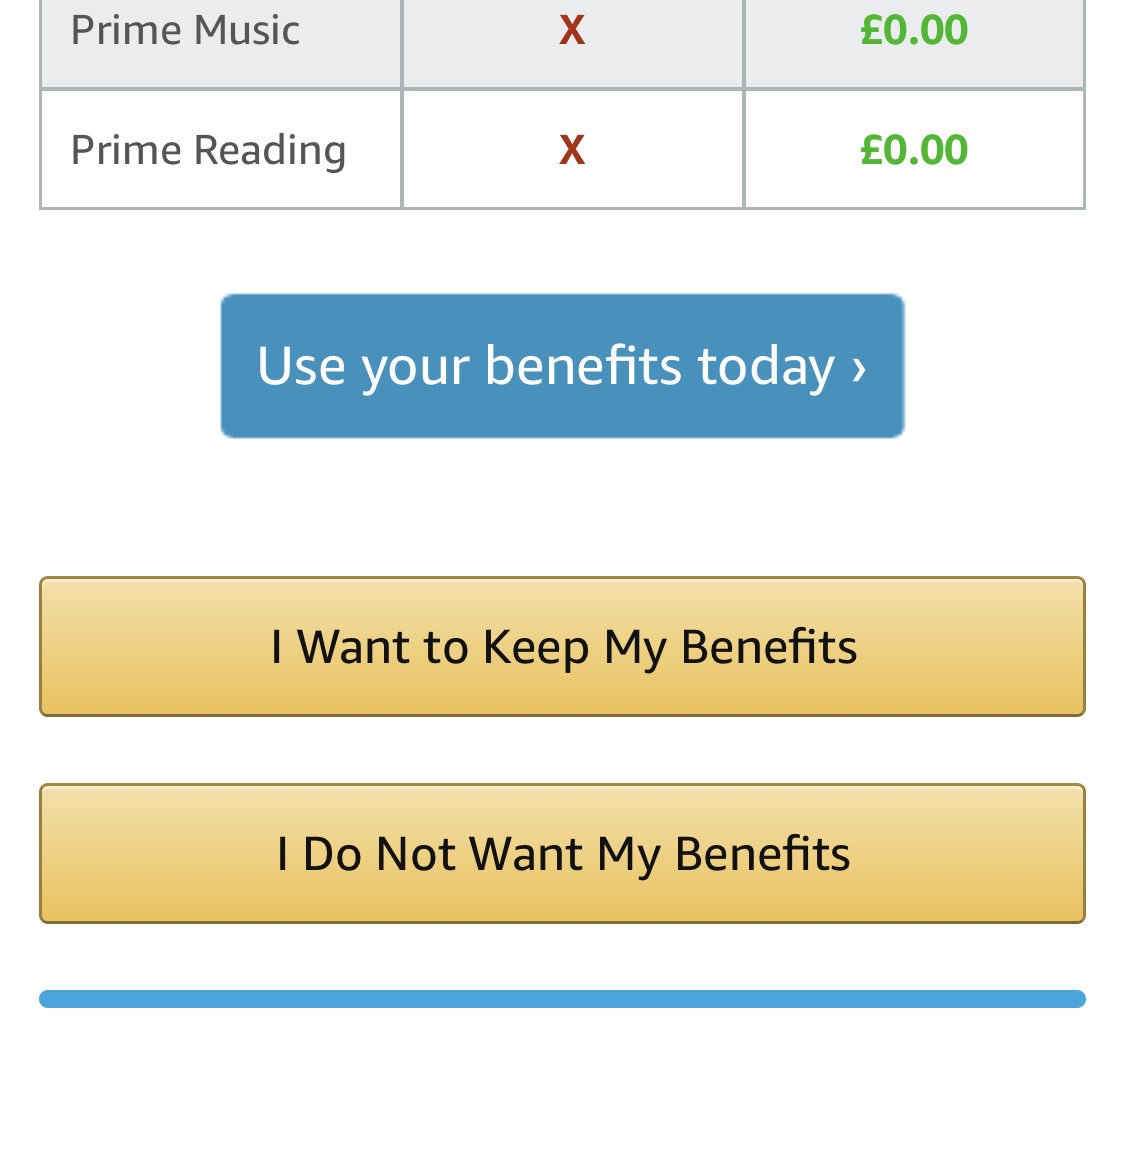 Prime Music X £0.00
Prime Reading X £0.00
Use your benefits today ›
I Want to Keep My Benefits
I Do Not Want My Benefits